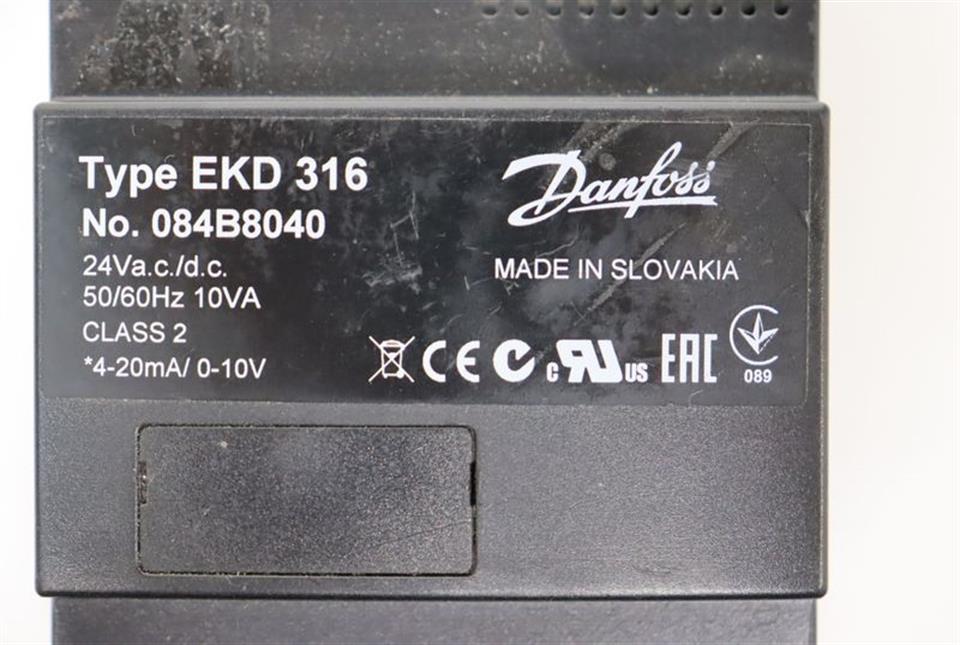 Type EKD 316
No. 084B8040
24Va.c./d.c.
50/60Hz 10VA
CLASS 2
*4-20mA/ 0-10V
Danfoss
MADE IN SLOVAKIA
CE c RU US EAC
089